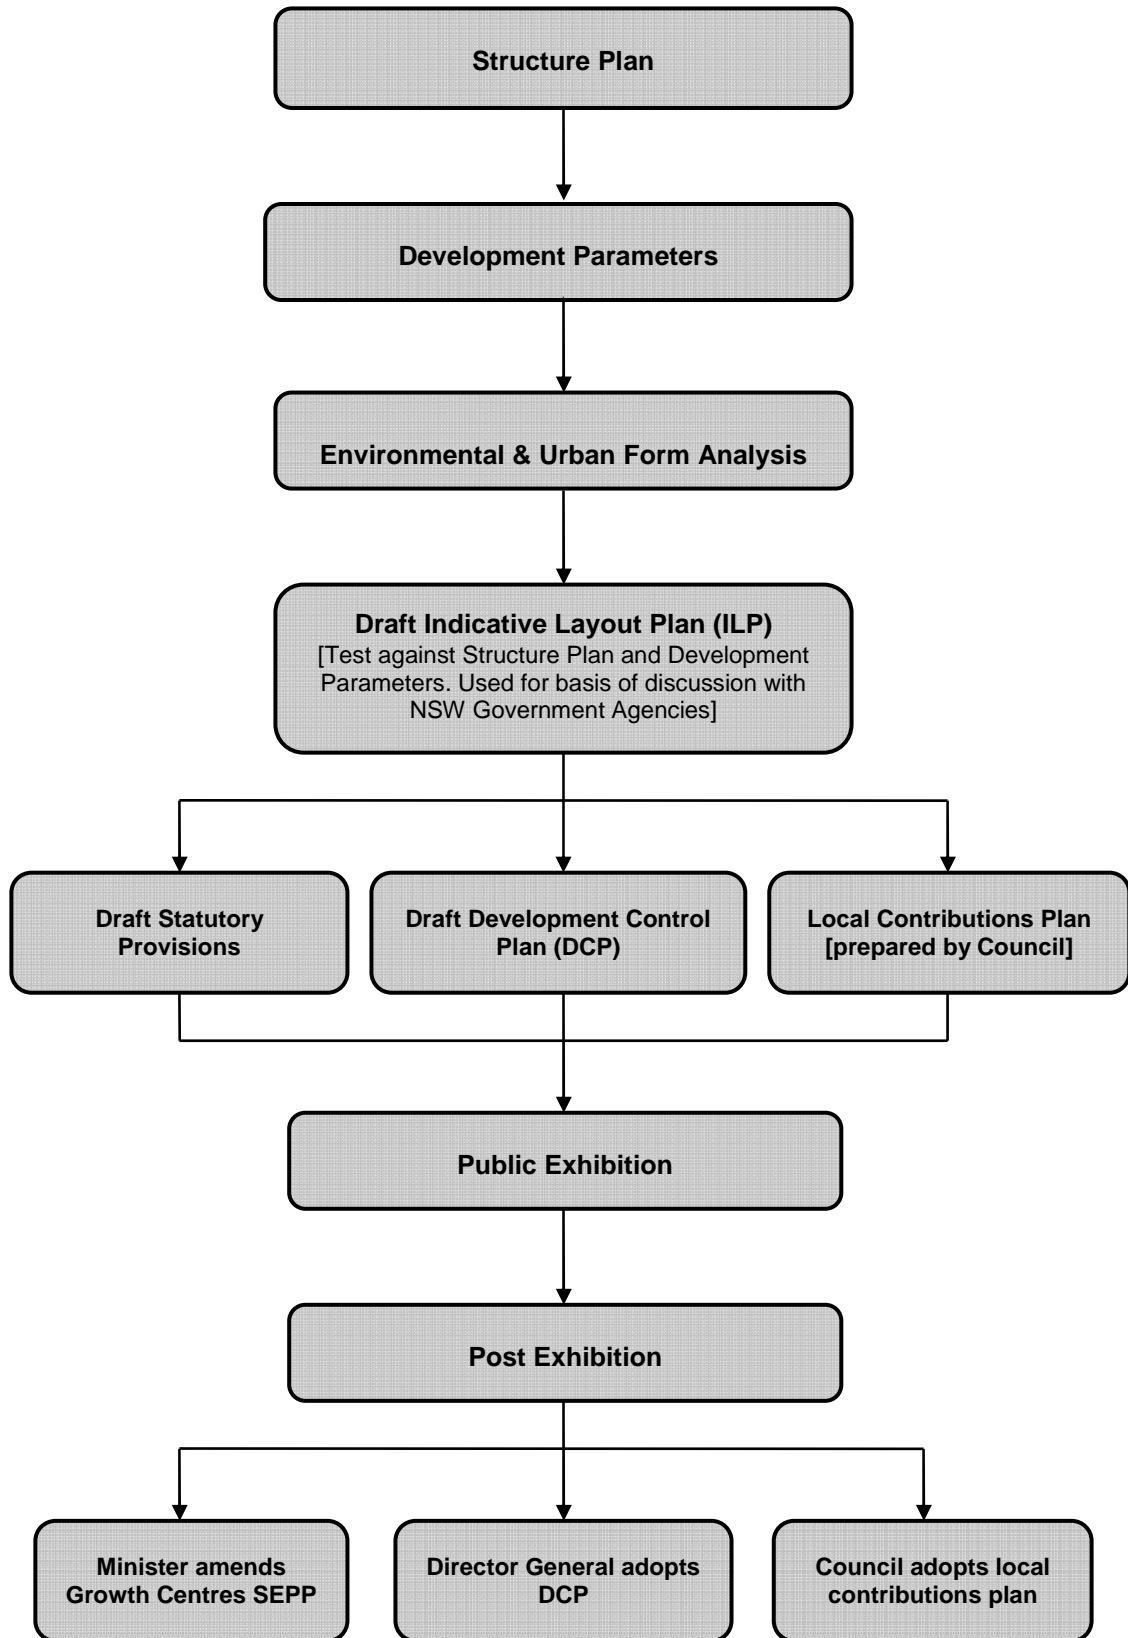 Structure Plan
Development Parameters
Environmental & Urban Form Analysis
Draft Indicative Layout Plan (ILP)
[Test against Structure Plan and Development
Parameters. Used for basis of discussion with
NSW Government Agencies]
Draft Statutory
Provisions
Draft Development Control
Plan (DCP)
Local Contributions Plan
[prepared by Council]
Public Exhibition
Post Exhibition
Minister amends
Growth Centres SEPP
Director General adopts
DCP
Council adopts local
contributions plan